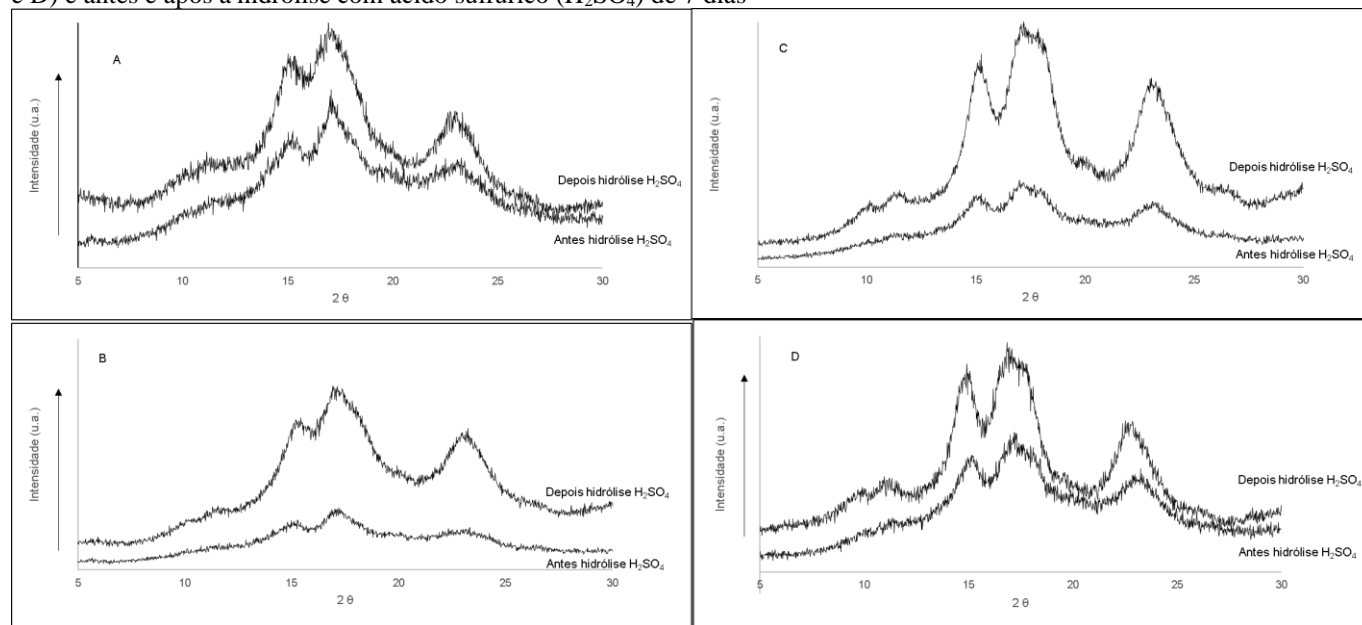 e D) e antes e após a hidrólise com ácido sulfúrico (H₂SO₄) de 7 dias
A
Intensidade (u.a.)
Depois hidrólise H₂SO₄
Antes hidrólise H₂SO₄
5 10 15 20 25 30
2 θ
C
Intensidade (u.a.)
Depois hidrólise H₂SO₄
Antes hidrólise H₂SO₄
5 10 15 20 25 30
2 θ
B
Intensidade (u.a.)
Depois hidrólise H₂SO₄
Antes hidrólise H₂SO₄
5 10 15 20 25 30
2 θ
D
Intensidade (u.a.)
Depois hidrólise H₂SO₄
Antes hidrólise H₂SO₄
5 10 15 20 25 30
2 θ